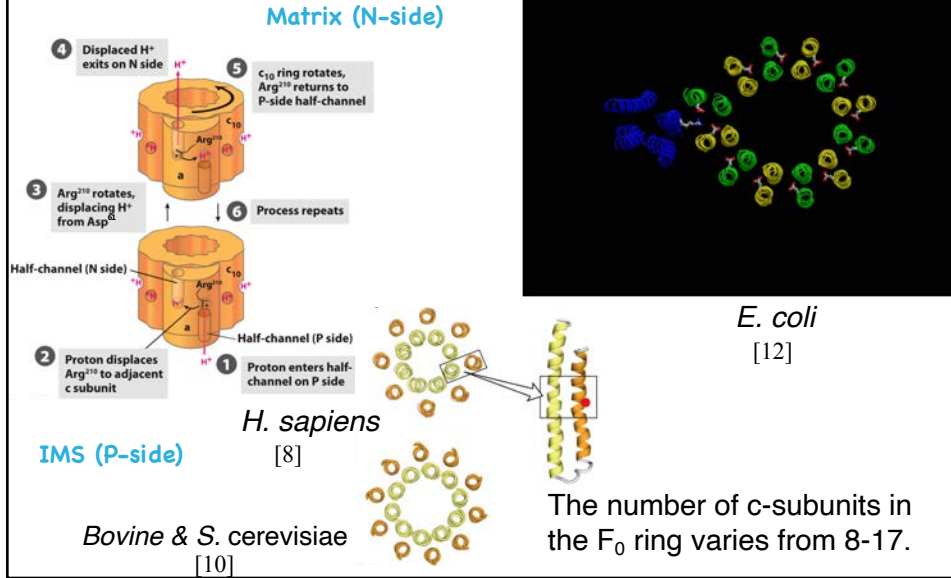 Matrix (N-side)
4 Displaced H⁺
exits on N side
H⁺
5 c₁₀ ring rotates,
Arg²¹⁰ returns to
P-side half-channel
c₁₀
⁺H
H⁺
Arg²¹⁰
H⁺
⁺H
H⁺
a
3 Arg²¹⁰ rotates,
displacing H⁺
from Asp⁶¹
6 Process repeats
Half-channel (N side)
c₁₀
Arg²¹⁰
⁺H
⁺H
H⁺
H⁺
a
Half-channel (P side)
H⁺
2 Proton displaces
Arg²¹⁰ to adjacent
c subunit
1 Proton enters half-
channel on P side
E. coli
[12]
H. sapiens
[8]
IMS (P-side)
Bovine & S. cerevisiae
[10]
The number of c-subunits in
the F₀ ring varies from 8-17.